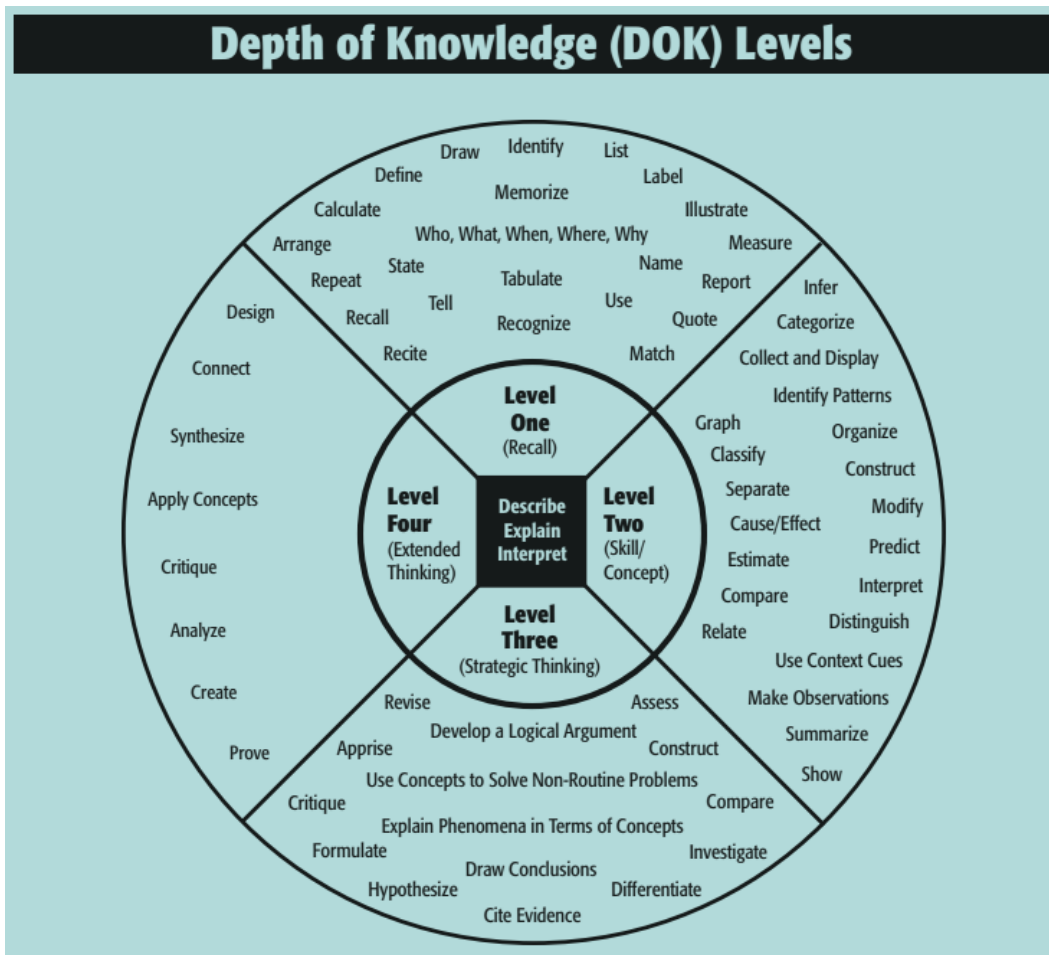 Depth of Knowledge (DOK) Levels
Draw
Identify
List
Define
Memorize
Label
Calculate
Illustrate
Arrange
Who, What, When, Where, Why
Measure
Repeat
State
Tabulate
Name
Report
Recall
Tell
Recognize
Use
Quote
Recite
Match
Level
One
(Recall)
Infer
Categorize
Collect and Display
Identify Patterns
Graph
Organize
Classify
Construct
Separate
Modify
Cause/Effect
Predict
Estimate
Interpret
Compare
Distinguish
Relate
Use Context Cues
Make Observations
Summarize
Show
Level
Two
(Skill/
Concept)
Describe
Explain
Interpret
Level
Three
(Strategic Thinking)
Revise
Assess
Develop a Logical Argument
Apprise
Construct
Use Concepts to Solve Non-Routine Problems
Critique
Compare
Explain Phenomena in Terms of Concepts
Formulate
Investigate
Draw Conclusions
Hypothesize
Differentiate
Cite Evidence
Level
Four
(Extended
Thinking)
Design
Connect
Synthesize
Apply Concepts
Critique
Analyze
Create
Prove